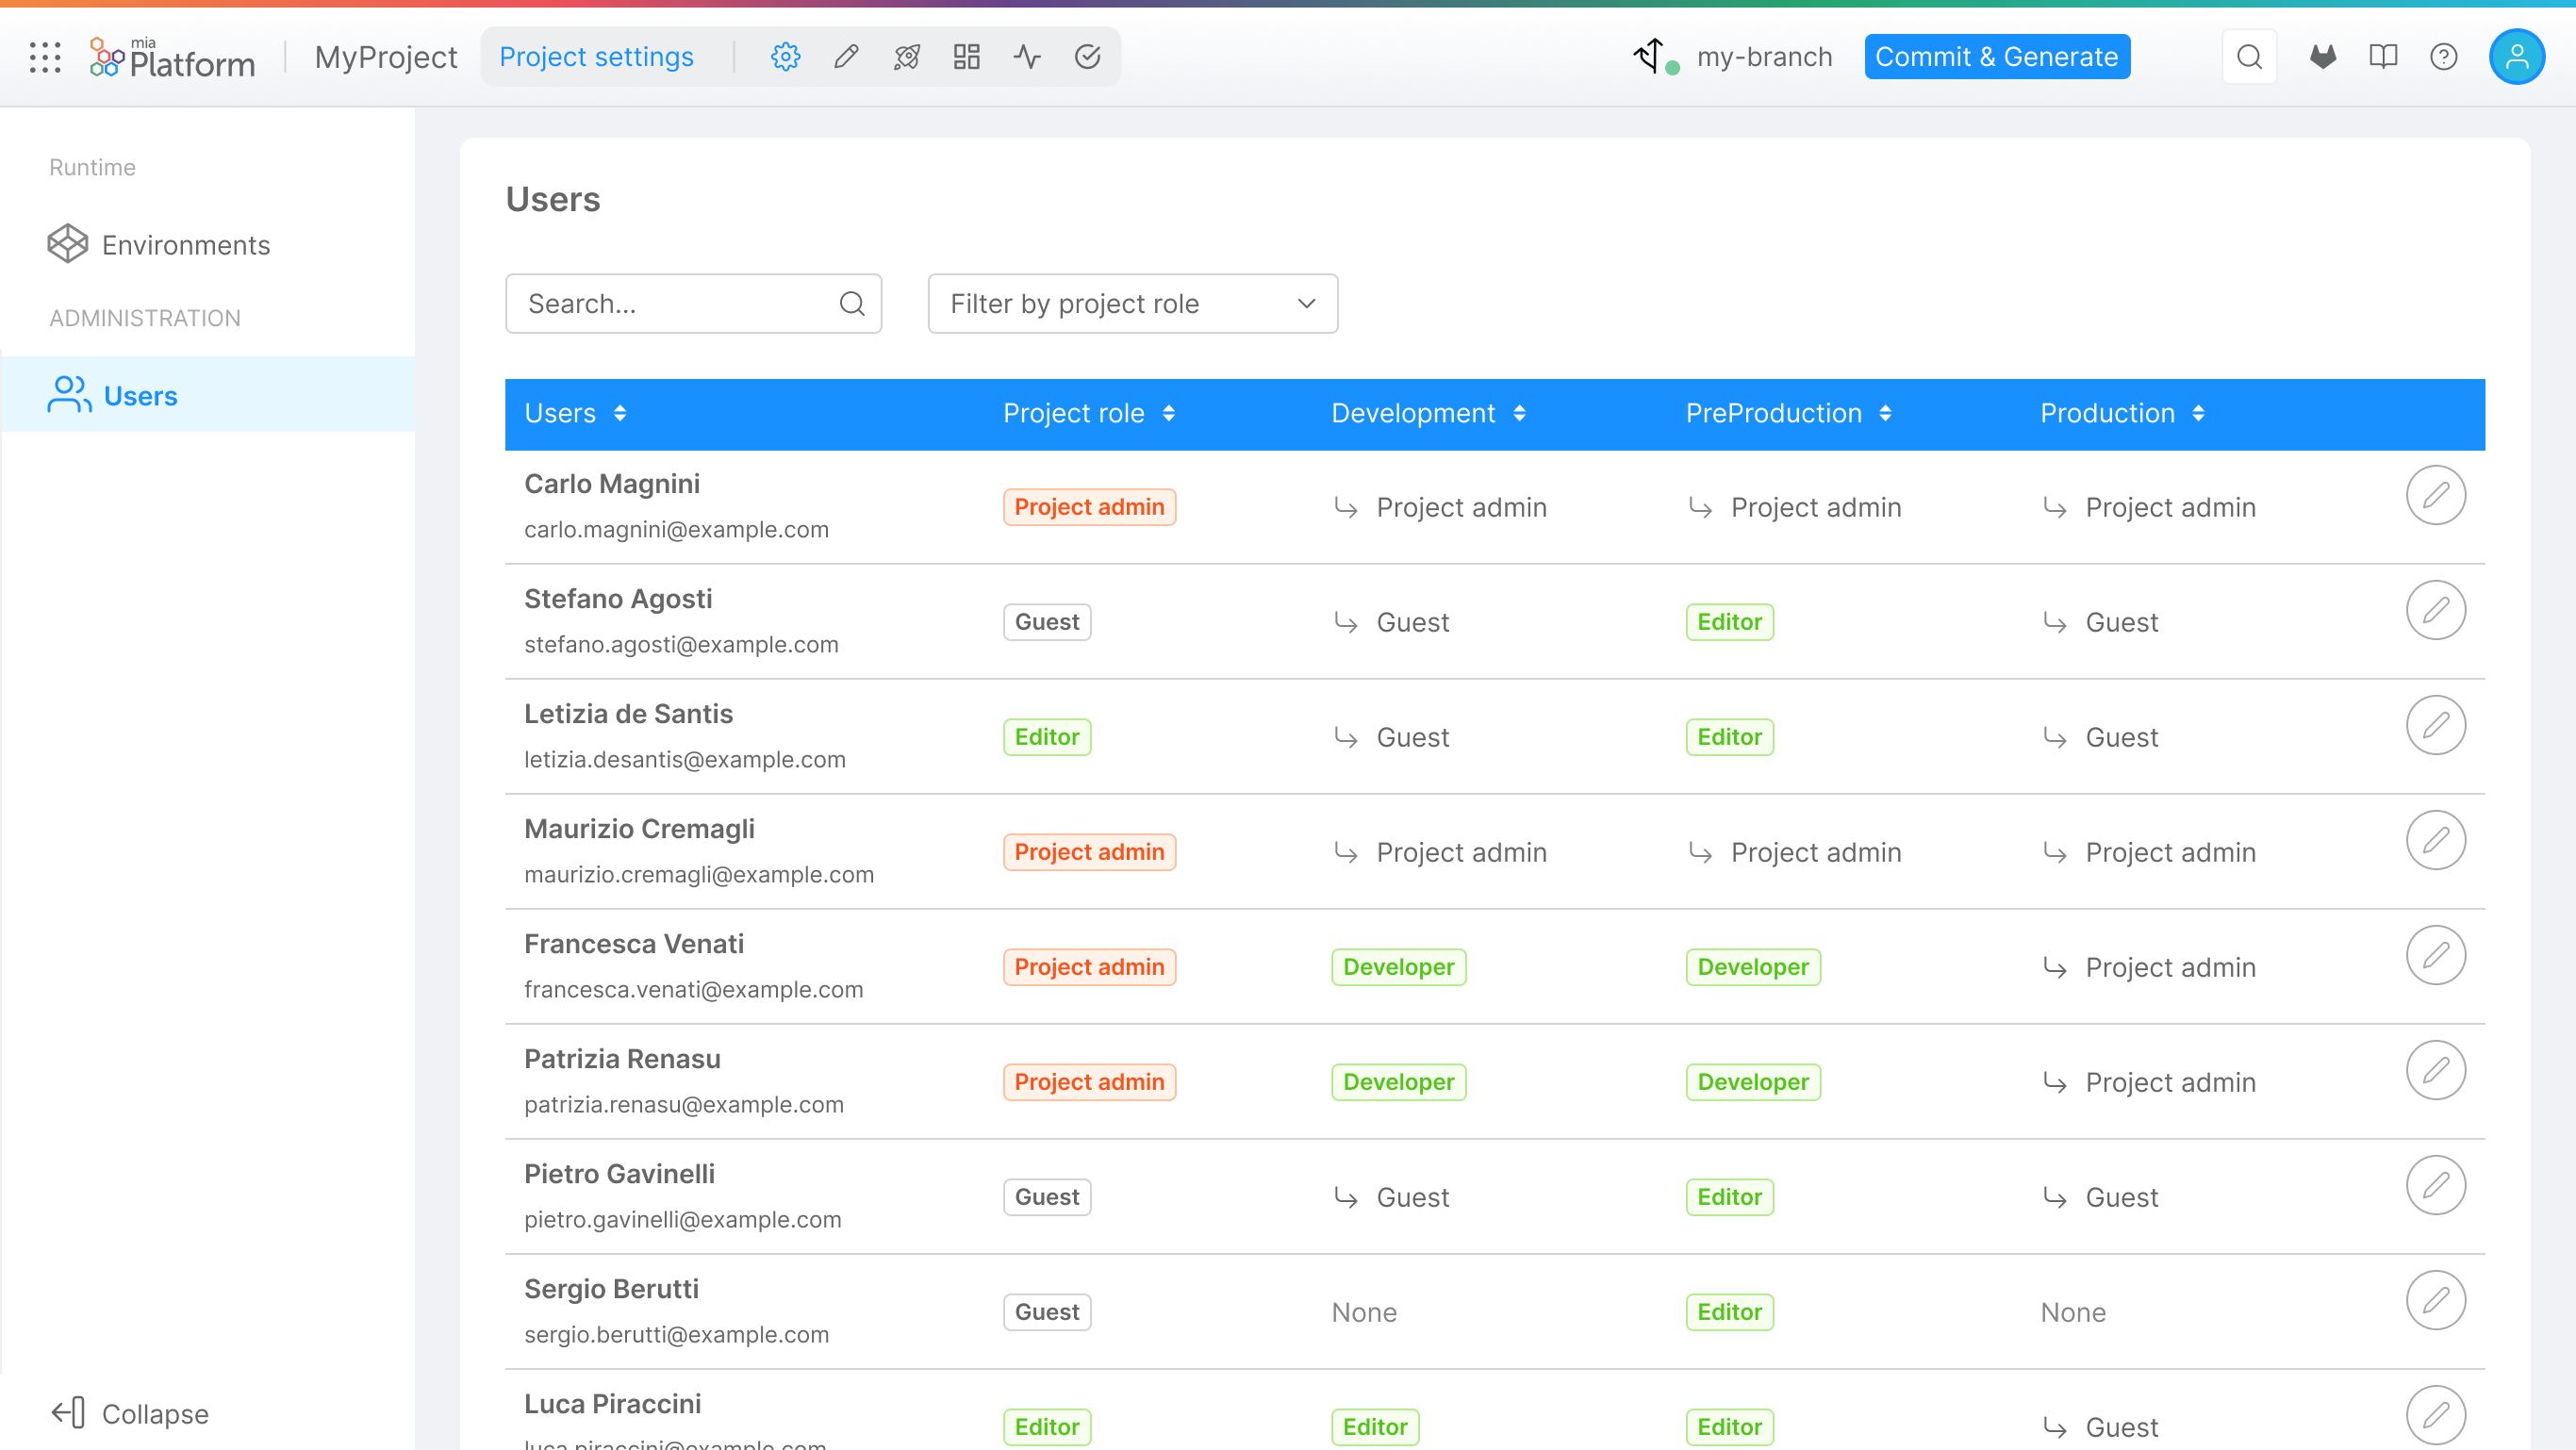 mia
Platform
MyProject
Project settings
my-branch
Commit & Generate
Runtime
Environments
ADMINISTRATION
Users
Collapse
Users
Search...
Filter by project role
Users Project role Development PreProduction Production
Carlo Magnini
carlo.magnini@example.com
Project admin Project admin Project admin Project admin
Stefano Agosti
stefano.agosti@example.com
Guest Guest Editor Guest
Letizia de Santis
letizia.desantis@example.com
Editor Guest Editor Guest
Maurizio Cremagli
maurizio.cremagli@example.com
Project admin Project admin Project admin Project admin
Francesca Venati
francesca.venati@example.com
Project admin Developer Developer Project admin
Patrizia Renasu
patrizia.renasu@example.com
Project admin Developer Developer Project admin
Pietro Gavinelli
pietro.gavinelli@example.com
Guest Guest Editor Guest
Sergio Berutti
sergio.berutti@example.com
Guest None Editor None
Luca Piraccini
luca.piraccini@example.com
Editor Editor Editor Guest